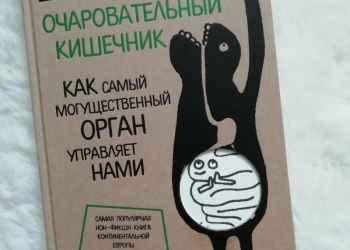 ОЧАРОВАТЕЛЬНЫЙ
КИШЕЧНИК
КАК САМЫЙ
МОГУЩЕСТВЕННЫЙ
ОРГАН
УПРАВЛЯЕТ
НАМИ
САМАЯ ПОПУЛЯРНАЯ
НОН-ФИКШН КНИГА
КОНТИНЕНТАЛЬНОЙ
ЕВРОПЫ